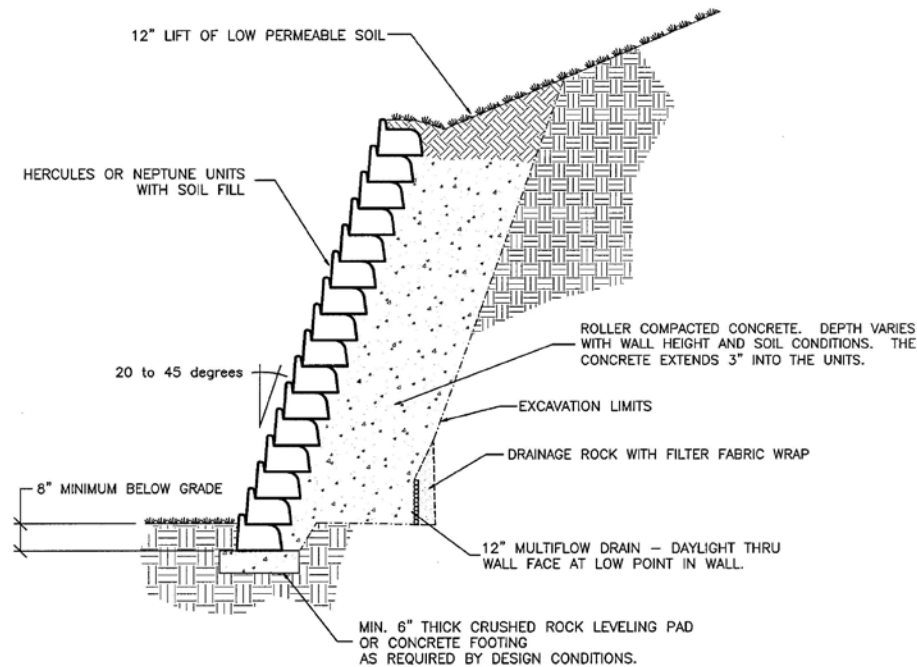 12" LIFT OF LOW PERMEABLE SOIL
HERCULES OR NEPTUNE UNITS
WITH SOIL FILL
ROLLER COMPACTED CONCRETE. DEPTH VARIES
WITH WALL HEIGHT AND SOIL CONDITIONS. THE
CONCRETE EXTENDS 3" INTO THE UNITS.
20 to 45 degrees
EXCAVATION LIMITS
DRAINAGE ROCK WITH FILTER FABRIC WRAP
8" MINIMUM BELOW GRADE
12" MULTIFLOW DRAIN – DAYLIGHT THRU
WALL FACE AT LOW POINT IN WALL.
MIN. 6" THICK CRUSHED ROCK LEVELING PAD
OR CONCRETE FOOTING
AS REQUIRED BY DESIGN CONDITIONS.